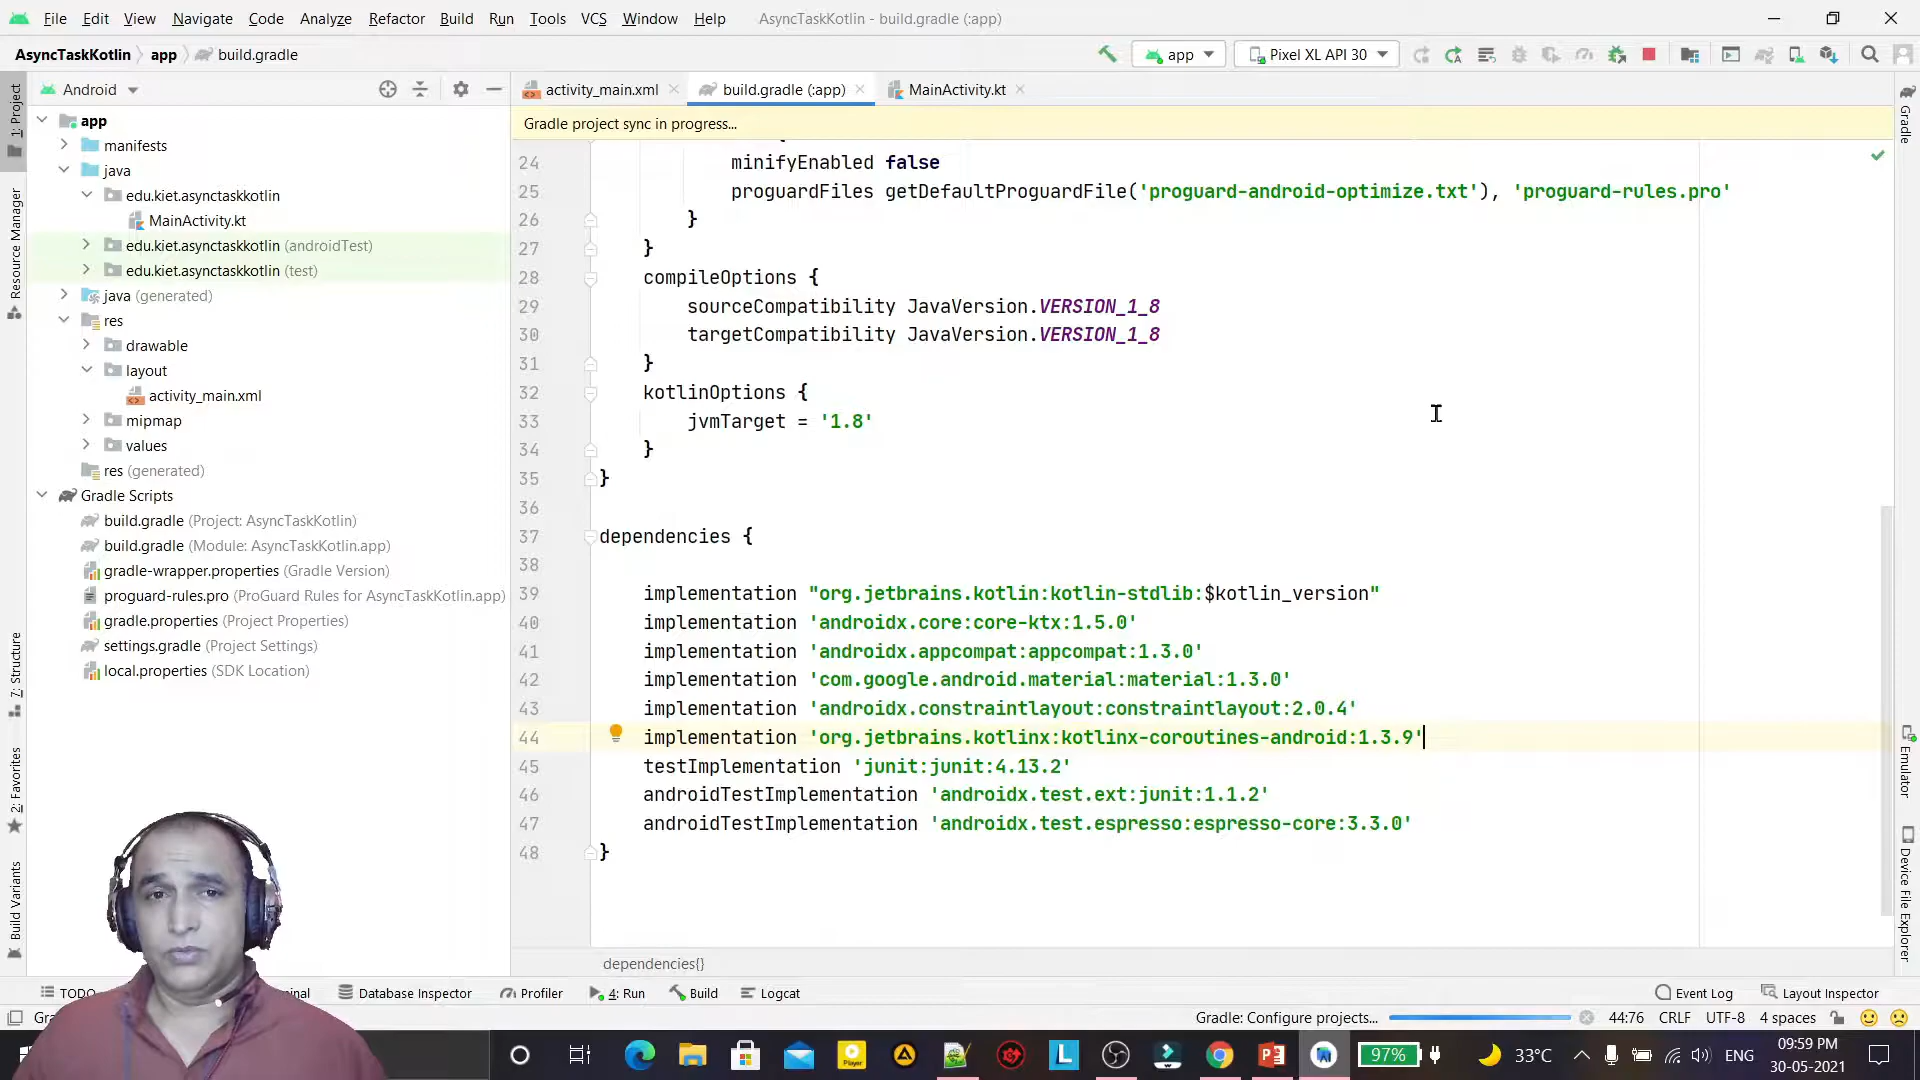 File Edit View Navigate Code Analyze Refactor Build Run Tools VCS Window Help AsyncTaskKotlin - build.gradle (:app)
AsyncTaskKotlin app build.gradle app Pixel XL API 30
Android activity_main.xml build.gradle (:app) MainActivity.kt
Gradle project sync in progress...
app
manifests
java
edu.kiet.asynctaskkotlin
MainActivity.kt
edu.kiet.asynctaskkotlin (androidTest)
edu.kiet.asynctaskkotlin (test)
java (generated)
res
drawable
layout
activity_main.xml
mipmap
values
res (generated)
Gradle Scripts
build.gradle (Project: AsyncTaskKotlin)
build.gradle (Module: AsyncTaskKotlin.app)
gradle-wrapper.properties (Gradle Version)
proguard-rules.pro (ProGuard Rules for AsyncTaskKotlin.app)
gradle.properties (Project Properties)
settings.gradle (Project Settings)
local.properties (SDK Location)
24 minifyEnabled false
25 proguardFiles getDefaultProguardFile('proguard-android-optimize.txt'), 'proguard-rules.pro'
26 }
27 }
28 compileOptions {
29 sourceCompatibility JavaVersion.VERSION_1_8
30 targetCompatibility JavaVersion.VERSION_1_8
31 }
32 kotlinOptions {
33 jvmTarget = '1.8'
34 }
35 }
36
37 dependencies {
38
39 implementation "org.jetbrains.kotlin:kotlin-stdlib:$kotlin_version"
40 implementation 'androidx.core:core-ktx:1.5.0'
41 implementation 'androidx.appcompat:appcompat:1.3.0'
42 implementation 'com.google.android.material:material:1.3.0'
43 implementation 'androidx.constraintlayout:constraintlayout:2.0.4'
44 implementation 'org.jetbrains.kotlinx:kotlinx-coroutines-android:1.3.9'
45 testImplementation 'junit:junit:4.13.2'
46 androidTestImplementation 'androidx.test.ext:junit:1.1.2'
47 androidTestImplementation 'androidx.test.espresso:espresso-core:3.3.0'
48 }
dependencies{}
1: Project
Resource Manager
7: Structure
2: Favorites
Build Variants
Gradle
Emulator
Device File Explorer
TODO Database Inspector Profiler 4: Run Build Logcat Event Log Layout Inspector
Gradle: Configure projects... 44:76 CRLF UTF-8 4 spaces
Player L 97% 33°C ENG 09:59 PM
30-05-2021